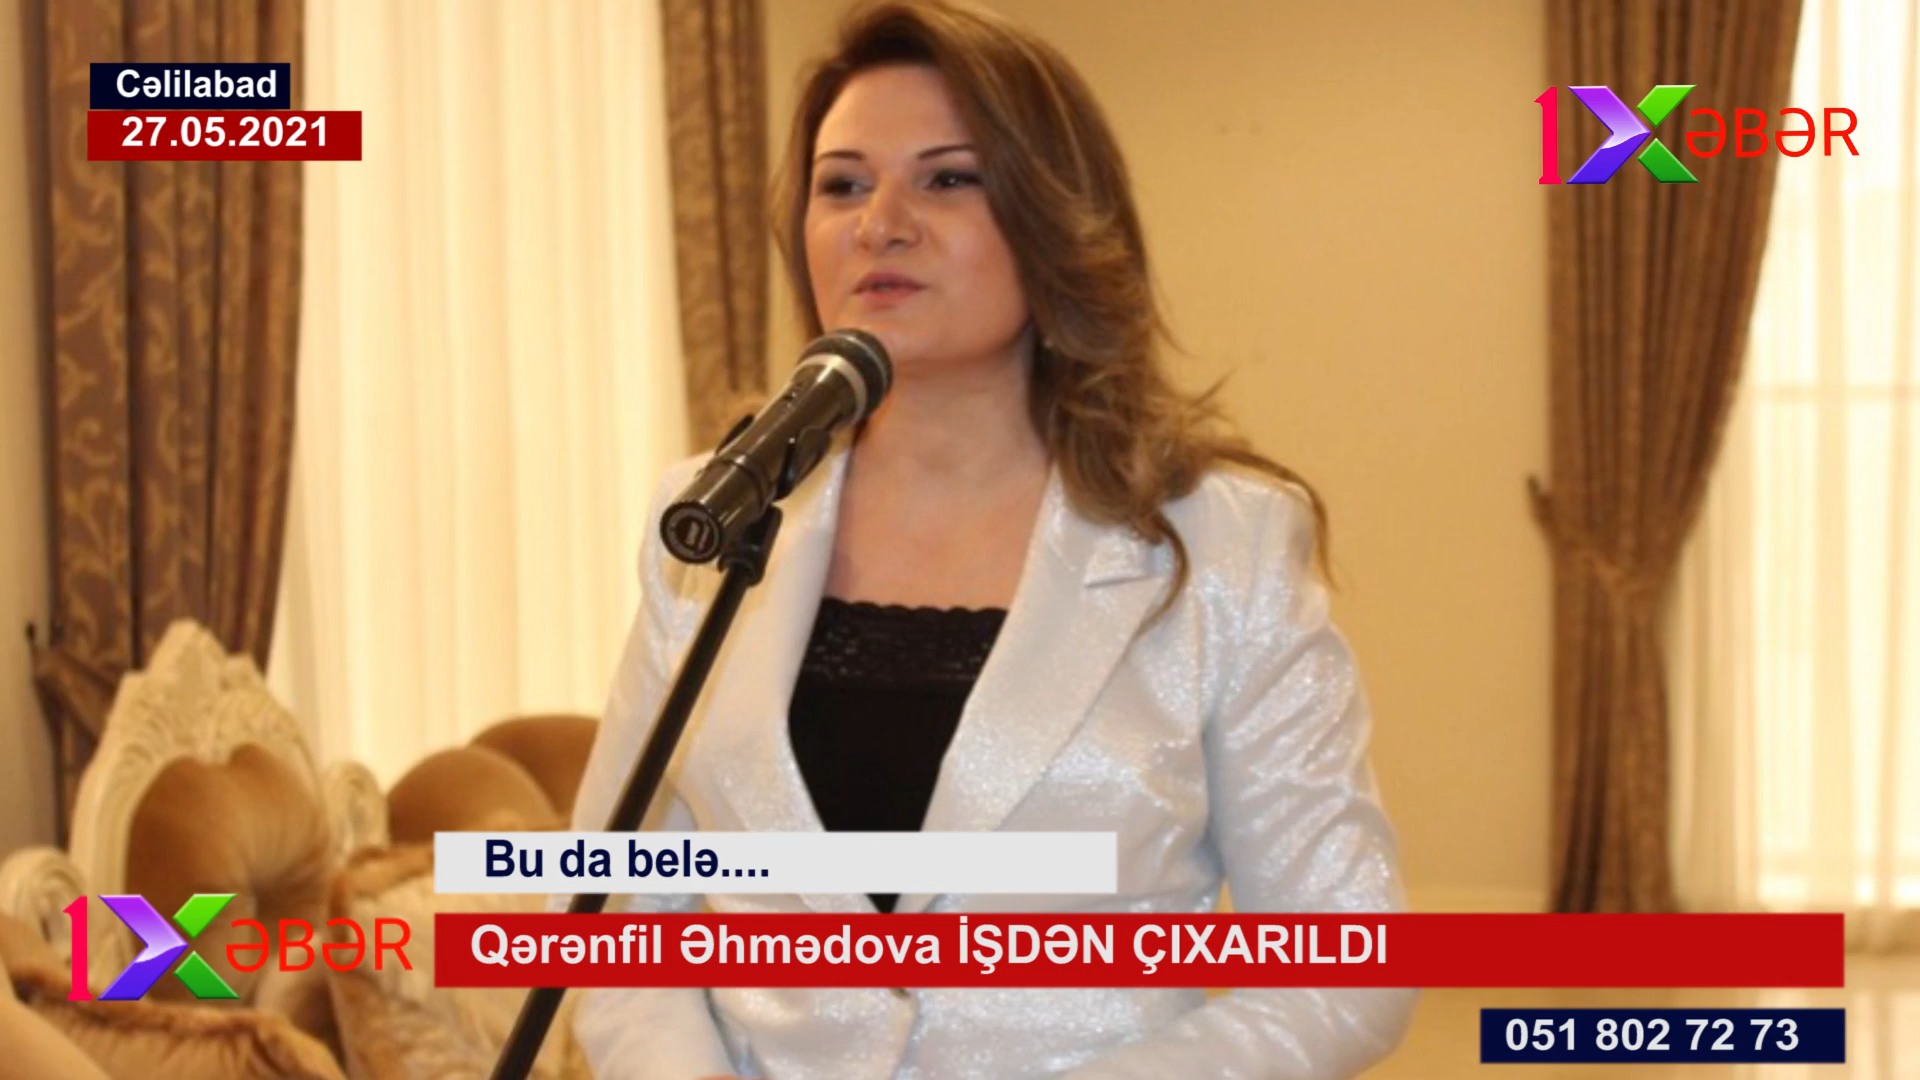 Cəlilabad
27.05.2021
1XƏBƏR
Bu da belə....
1XƏBƏR
Qərənfil Əhmədova İŞDƏN ÇIXARILDI
051 802 72 73